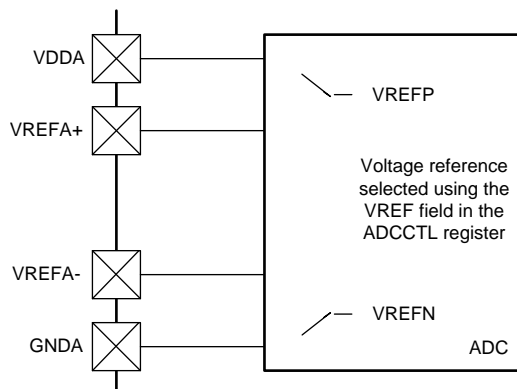 VDDA
VREFP
VREFA+
Voltage reference
selected using the
VREF field in the
ADCCTL register
VREFA-
VREFN
GNDA
ADC